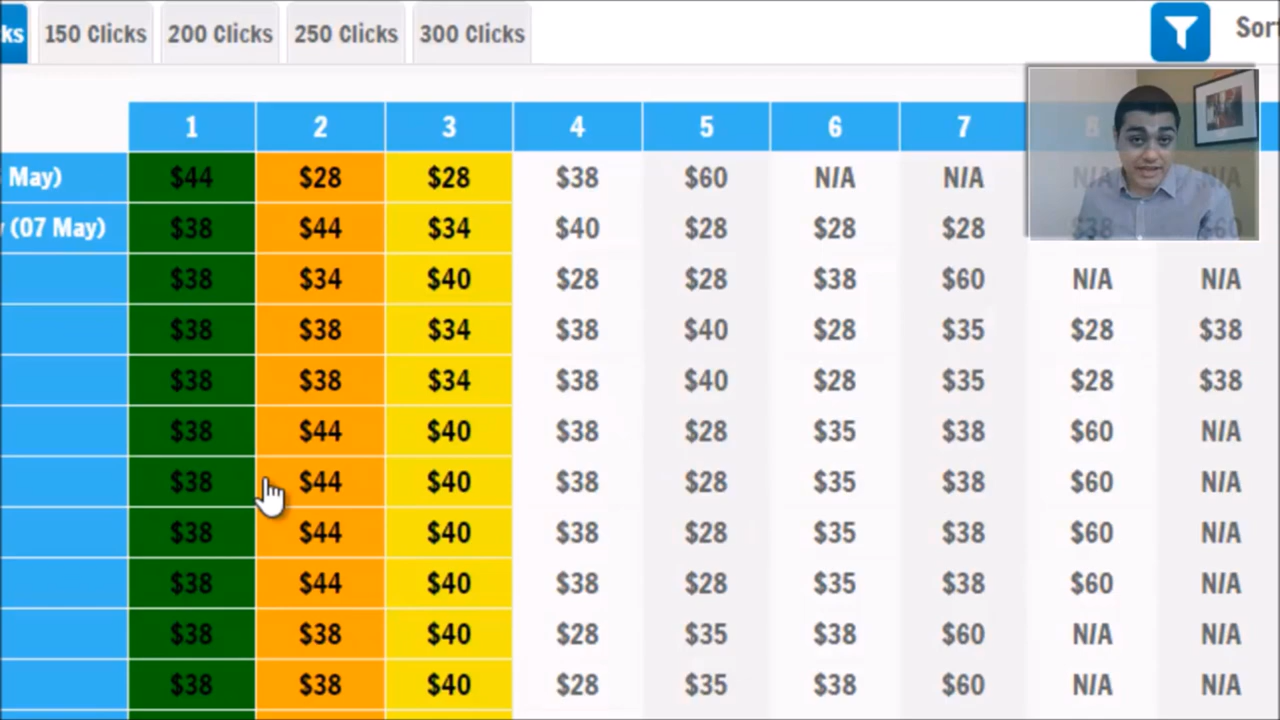 ks 150 Clicks 200 Clicks 250 Clicks 300 Clicks Sor
1 2 3 4 5 6 7 8
May) $44 $28 $28 $38 $60 N/A N/A N/A N/A
(07 May) $38 $44 $34 $40 $28 $28 $28 $38 $60
$38 $34 $40 $28 $28 $38 $60 N/A N/A
$38 $38 $34 $38 $40 $28 $35 $28 $38
$38 $38 $34 $38 $40 $28 $35 $28 $38
$38 $44 $40 $38 $28 $35 $38 $60 N/A
$38 $44 $40 $38 $28 $35 $38 $60 N/A
$38 $44 $40 $38 $28 $35 $38 $60 N/A
$38 $44 $40 $38 $28 $35 $38 $60 N/A
$38 $38 $40 $28 $35 $38 $60 N/A N/A
$38 $38 $40 $28 $35 $38 $60 N/A N/A